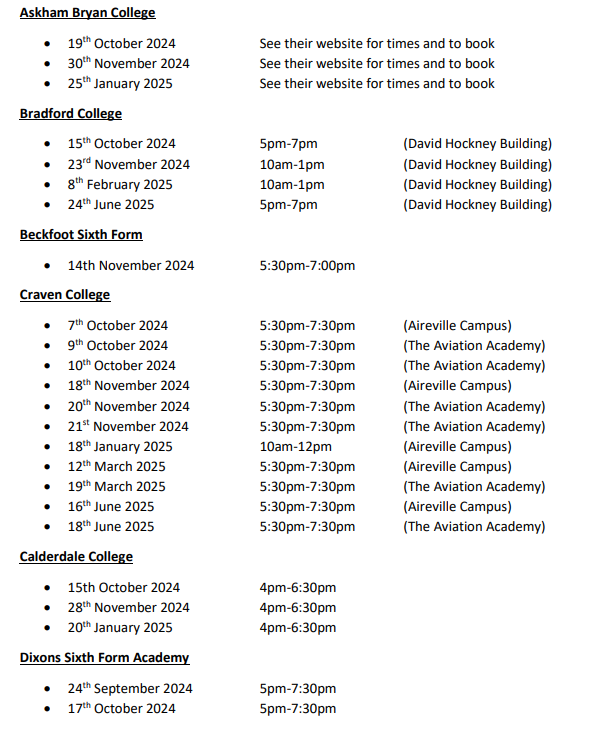 Askham Bryan College
• 19th October 2024 See their website for times and to book
• 30th November 2024 See their website for times and to book
• 25th January 2025 See their website for times and to book
Bradford College
• 15th October 2024 5pm-7pm (David Hockney Building)
• 23rd November 2024 10am-1pm (David Hockney Building)
• 8th February 2025 10am-1pm (David Hockney Building)
• 24th June 2025 5pm-7pm (David Hockney Building)
Beckfoot Sixth Form
• 14th November 2024 5:30pm-7:00pm
Craven College
• 7th October 2024 5:30pm-7:30pm (Aireville Campus)
• 9th October 2024 5:30pm-7:30pm (The Aviation Academy)
• 10th October 2024 5:30pm-7:30pm (The Aviation Academy)
• 18th November 2024 5:30pm-7:30pm (Aireville Campus)
• 20th November 2024 5:30pm-7:30pm (The Aviation Academy)
• 21st November 2024 5:30pm-7:30pm (The Aviation Academy)
• 18th January 2025 10am-12pm (Aireville Campus)
• 12th March 2025 5:30pm-7:30pm (Aireville Campus)
• 19th March 2025 5:30pm-7:30pm (The Aviation Academy)
• 16th June 2025 5:30pm-7:30pm (Aireville Campus)
• 18th June 2025 5:30pm-7:30pm (The Aviation Academy)
Calderdale College
• 15th October 2024 4pm-6:30pm
• 28th November 2024 4pm-6:30pm
• 20th January 2025 4pm-6:30pm
Dixons Sixth Form Academy
• 24th September 2024 5pm-7:30pm
• 17th October 2024 5pm-7:30pm